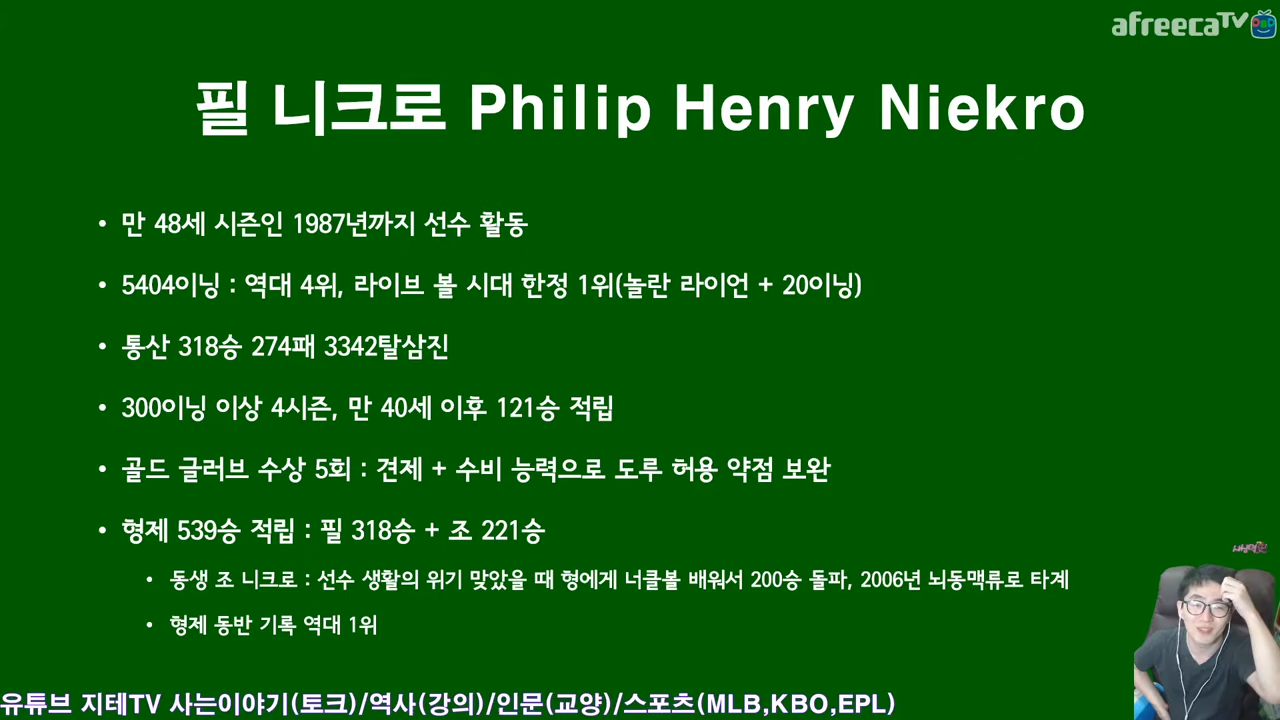 afreecaTV
필 니크로 Philip Henry Niekro
• 만 48세 시즌인 1987년까지 선수 활동
• 5404이닝 : 역대 4위, 라이브 볼 시대 한정 1위(놀란 라이언 + 20이닝)
• 통산 318승 274패 3342탈삼진
• 300이닝 이상 4시즌, 만 40세 이후 121승 적립
• 골드 글러브 수상 5회 : 견제 + 수비 능력으로 도루 허용 약점 보완
• 형제 539승 적립 : 필 318승 + 조 221승
• 동생 조 니크로 : 선수 생활의 위기 맞았을 때 형에게 너클볼 배워서 200승 돌파, 2006년 뇌동맥류로 타계
• 형제 동반 기록 역대 1위
유튜브 지테TV 사는이야기(토크)/역사(강의)/인문(교양)/스포츠(MLB,KBO,EPL)